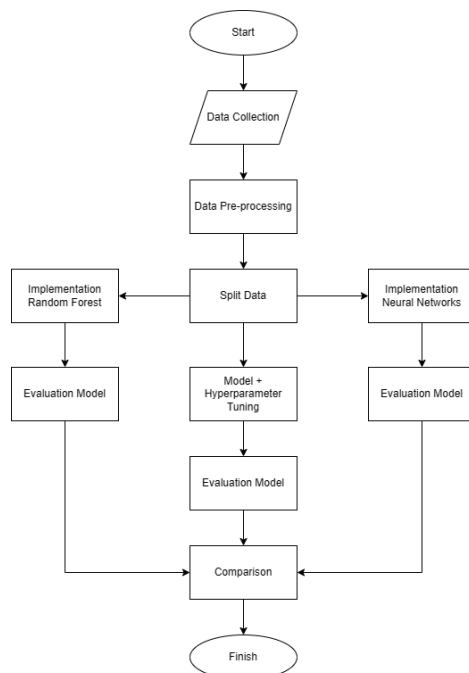 Start
Data Collection
Data Pre-processing
Implementation
Random Forest
Split Data
Implementation
Neural Networks
Evaluation Model
Model +
Hyperparameter
Tuning
Evaluation Model
Evaluation Model
Comparison
Finish